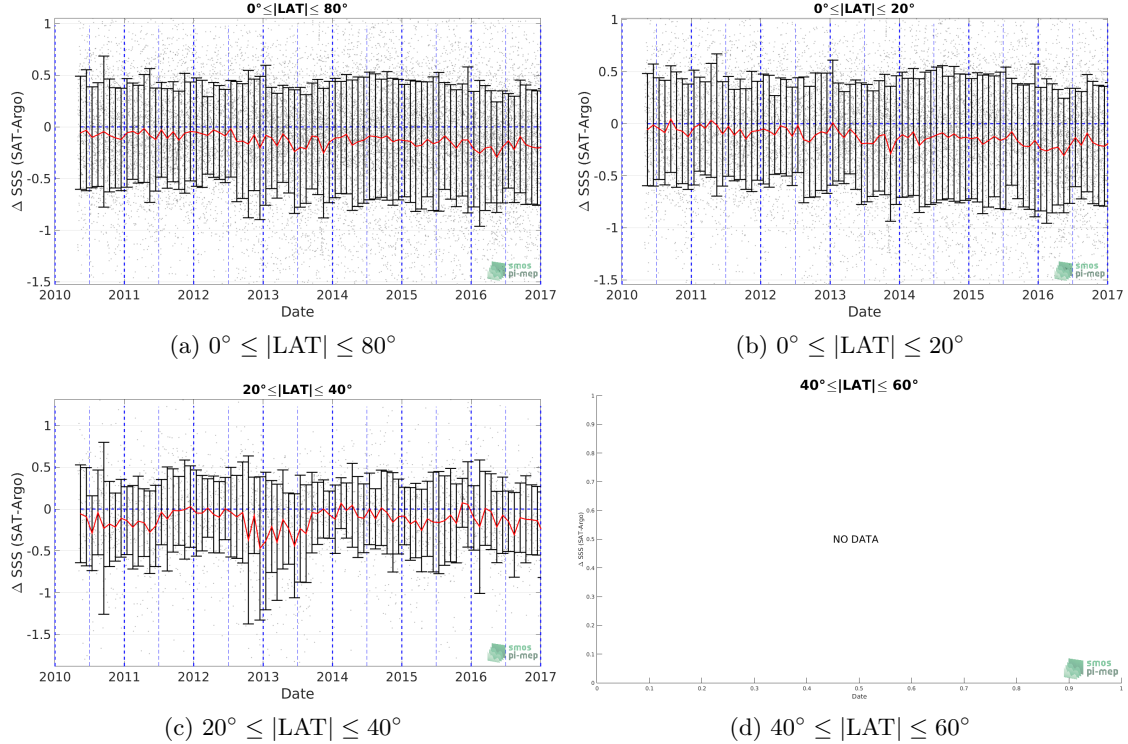 0°≤|LAT|≤ 80°
Δ SSS (SAT-Argo)
1
0.5
0
-0.5
-1
-1.5
2010 2011 2012 2013 2014 2015 2016 2017
Date
smos
pi-mep
(a) 0° ≤ |LAT| ≤ 80°
0°≤|LAT|≤ 20°
Δ SSS (SAT-Argo)
1
0.5
0
-0.5
-1
-1.5
2010 2011 2012 2013 2014 2015 2016 2017
Date
smos
pi-mep
(b) 0° ≤ |LAT| ≤ 20°
20°≤|LAT|≤ 40°
Δ SSS (SAT-Argo)
1
0.5
0
-0.5
-1
-1.5
2010 2011 2012 2013 2014 2015 2016 2017
Date
smos
pi-mep
(c) 20° ≤ |LAT| ≤ 40°
40°≤|LAT|≤ 60°
Δ SSS (SAT-Argo)
1
0.9
0.8
0.7
0.6
0.5
0.4
0.3
0.2
0.1
0
NO DATA
0 0.1 0.2 0.3 0.4 0.5 0.6 0.7 0.8 0.9 1
Date
smos
pi-mep
(d) 40° ≤ |LAT| ≤ 60°